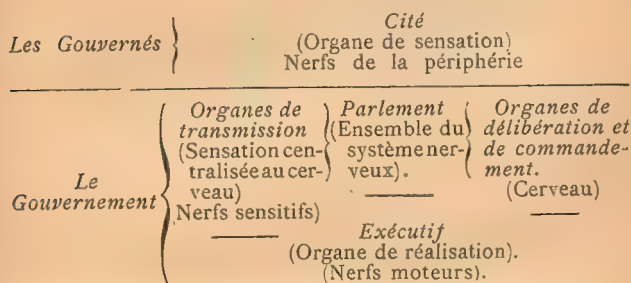 Les Gouvernés
Cité
(Organe de sensation)
Nerfs de la périphérie
Le
Gouvernement
Organes de
transmission
(Sensation cen-
tralisée au cer-
veau)
Nerfs sensitifs)
Parlement
(Ensemble du
système ner-
veux).
Organes de
délibération et
de commande-
ment.
(Cerveau)
Exécutif
(Organe de réalisation).
(Nerfs moteurs).